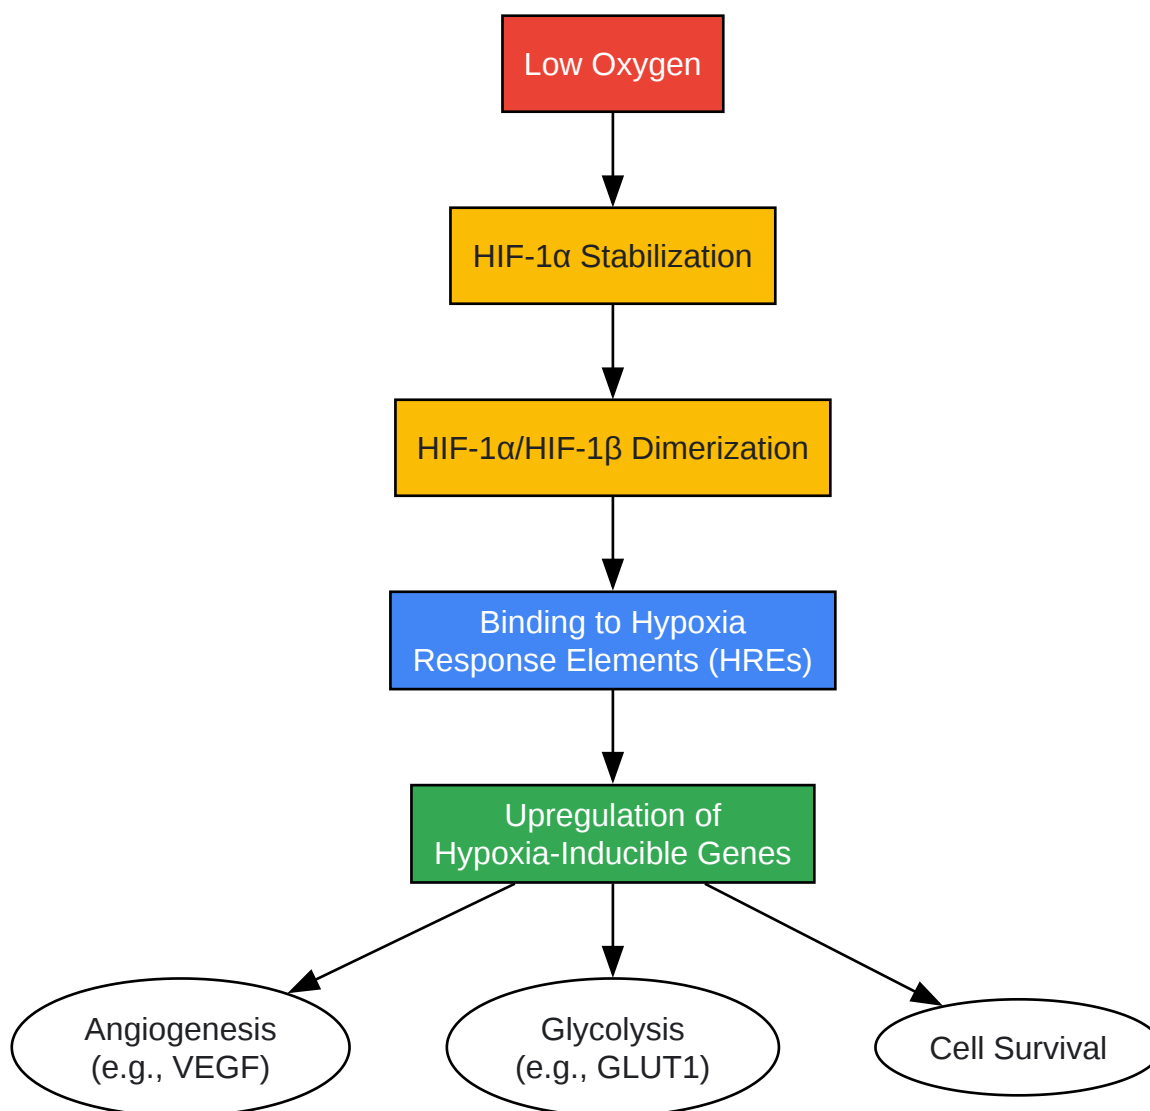 Low Oxygen
HIF-1α Stabilization
HIF-1α/HIF-1β Dimerization
Binding to Hypoxia
Response Elements (HREs)
Upregulation of
Hypoxia-Inducible Genes
Angiogenesis
(e.g., VEGF)
Glycolysis
(e.g., GLUT1)
Cell Survival